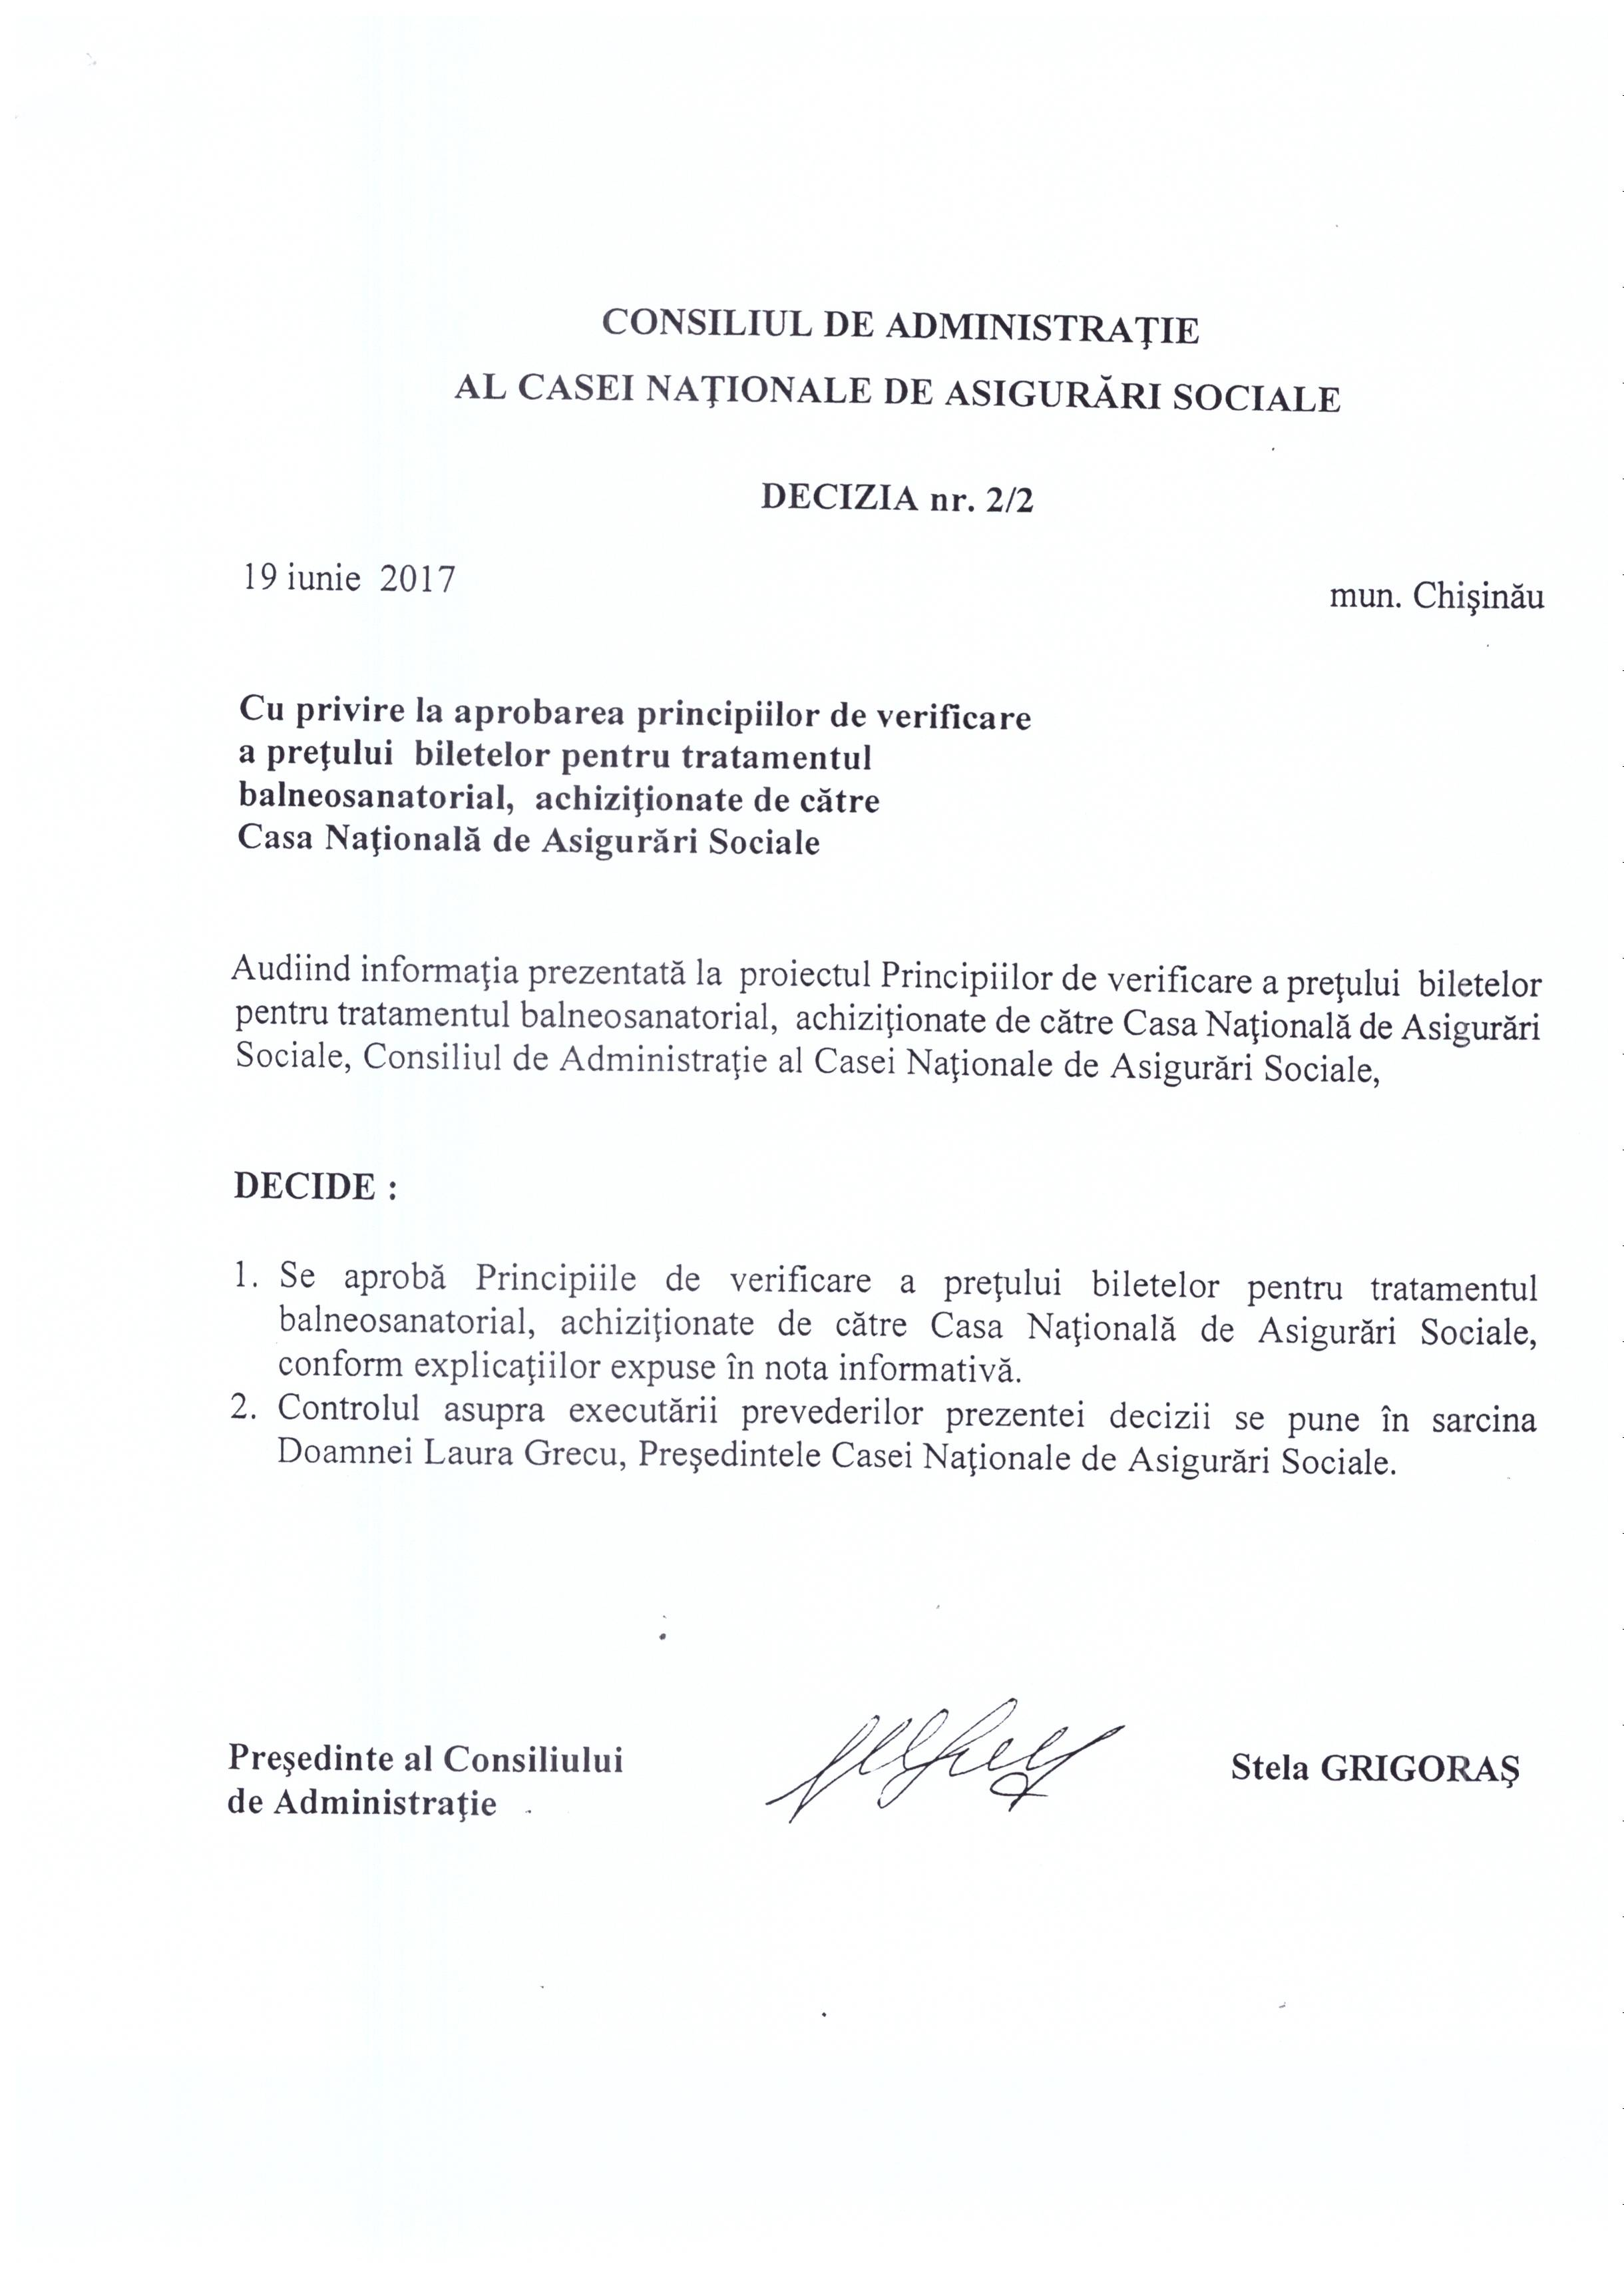 CONSILIUL DE ADMINISTRAŢIE
AL CASEI NAŢIONALE DE ASIGURĂRI SOCIALE
DECIZIA nr. 2/2
19 iunie 2017
mun. Chişinău
Cu privire la aprobarea principiilor de verificare
a preţului biletelor pentru tratamentul
balneosanatorial, achiziţionate de către
Casa Naţională de Asigurări Sociale
Audiind informaţia prezentată la proiectul Principiilor de verificare a preţului biletelor
pentru tratamentul balneosanatorial, achiziţionate de către Casa Naţională de Asigurări
Sociale, Consiliul de Administraţie al Casei Naţionale de Asigurări Sociale,
DECIDE :
1. Se aprobă Principiile de verificare a preţului biletelor pentru tratamentul
balneosanatorial, achiziţionate de către Casa Naţională de Asigurări Sociale,
conform explicaţiilor expuse în nota informativă.
2. Controlul asupra executării prevederilor prezentei decizii se pune în sarcina
Doamnei Laura Grecu, Preşedintele Casei Naţionale de Asigurări Sociale.
Preşedinte al Consiliului
de Administraţie
Stela GRIGORAŞ